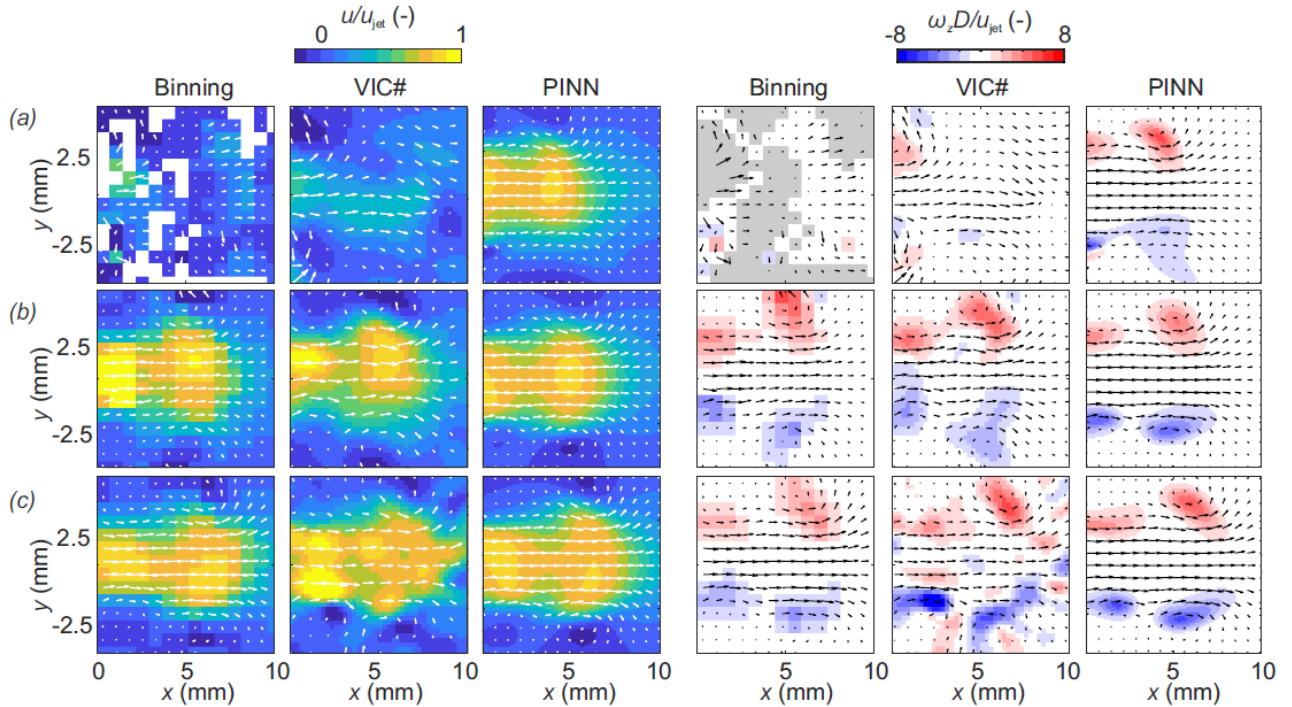 u/u_jet (-)
0 1
ω_zD/u_jet (-)
-8 8
Binning VIC# PINN Binning VIC# PINN
(a)
2.5
y (mm)
-2.5
(b)
2.5
y (mm)
-2.5
(c)
2.5
y (mm)
-2.5
0 5 10 5 10 5 10 5 10 5 10 5 10
x (mm) x (mm) x (mm) x (mm) x (mm) x (mm)